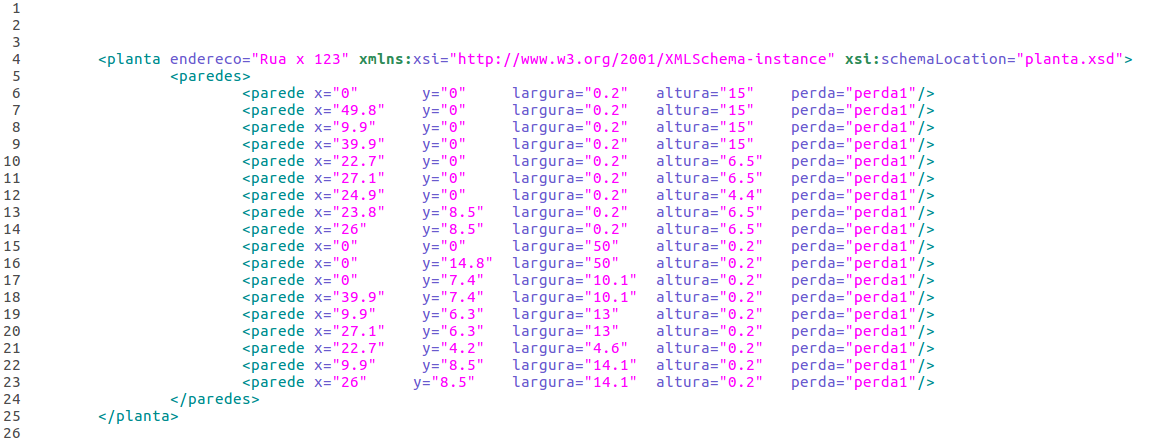 1
2
3
4 <planta endereco="Rua x 123" xmlns:xsi="http://www.w3.org/2001/XMLSchema-instance" xsi:schemaLocation="planta.xsd">
5 <paredes>
6 <parede x="0" y="0" largura="0.2" altura="15" perda="perda1"/>
7 <parede x="49.8" y="0" largura="0.2" altura="15" perda="perda1"/>
8 <parede x="9.9" y="0" largura="0.2" altura="15" perda="perda1"/>
9 <parede x="39.9" y="0" largura="0.2" altura="15" perda="perda1"/>
10 <parede x="22.7" y="0" largura="0.2" altura="6.5" perda="perda1"/>
11 <parede x="27.1" y="0" largura="0.2" altura="6.5" perda="perda1"/>
12 <parede x="24.9" y="0" largura="0.2" altura="4.4" perda="perda1"/>
13 <parede x="23.8" y="8.5" largura="0.2" altura="6.5" perda="perda1"/>
14 <parede x="26" y="8.5" largura="0.2" altura="6.5" perda="perda1"/>
15 <parede x="0" y="0" largura="50" altura="0.2" perda="perda1"/>
16 <parede x="0" y="14.8" largura="50" altura="0.2" perda="perda1"/>
17 <parede x="0" y="7.4" largura="10.1" altura="0.2" perda="perda1"/>
18 <parede x="39.9" y="7.4" largura="10.1" altura="0.2" perda="perda1"/>
19 <parede x="9.9" y="6.3" largura="13" altura="0.2" perda="perda1"/>
20 <parede x="27.1" y="6.3" largura="13" altura="0.2" perda="perda1"/>
21 <parede x="22.7" y="4.2" largura="4.6" altura="0.2" perda="perda1"/>
22 <parede x="9.9" y="8.5" largura="14.1" altura="0.2" perda="perda1"/>
23 <parede x="26" y="8.5" largura="14.1" altura="0.2" perda="perda1"/>
24 </paredes>
25 </planta>
26